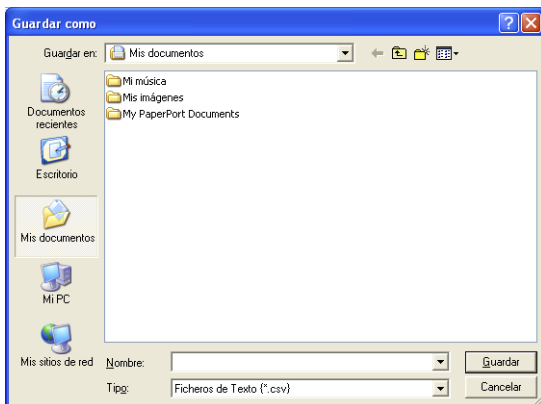 Guardar como
Guardar en: Mis documentos
Mi música
Mis imágenes
My PaperPort Documents
Documentos
recientes
Escritorio
Mis documentos
Mi PC
Mis sitios de red
Nombre:
Guardar
Tipo: Ficheros de Texto {*.csv}
Cancelar